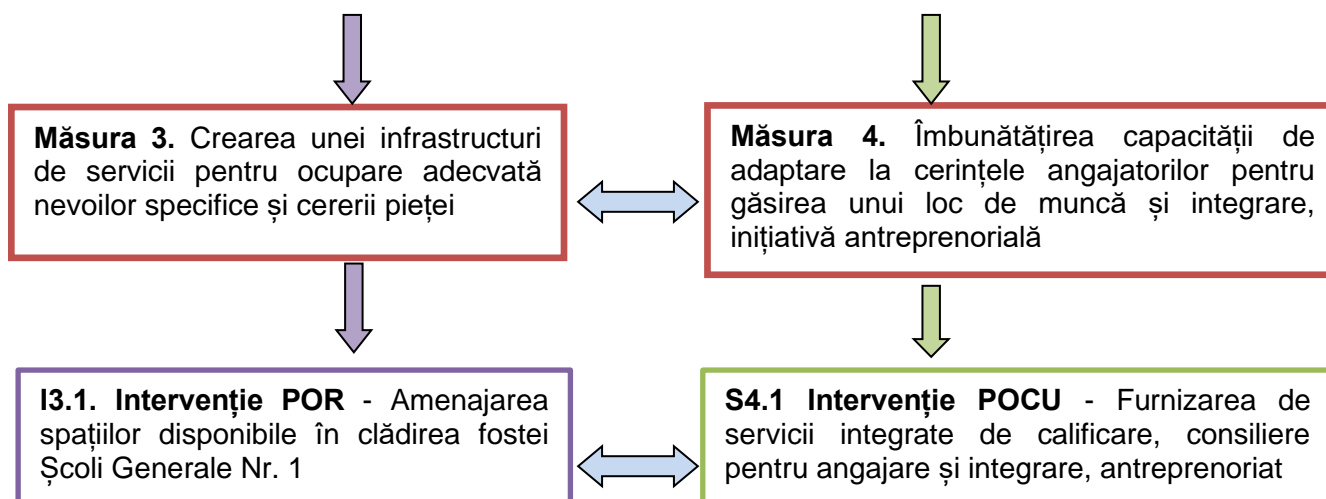 Măsura 3. Crearea unei infrastructuri
de servicii pentru ocupare adecvată
nevoilor specifice și cererii pieței
Măsura 4. Îmbunătățirea capacității de
adaptare la cerințele angajatorilor pentru
găsirea unui loc de muncă și integrare,
inițiativă antreprenorială
I3.1. Intervenție POR - Amenajarea
spațiilor disponibile în clădirea fostei
Școli Generale Nr. 1
S4.1 Intervenție POCU - Furnizarea de
servicii integrate de calificare, consiliere
pentru angajare și integrare, antreprenoriat